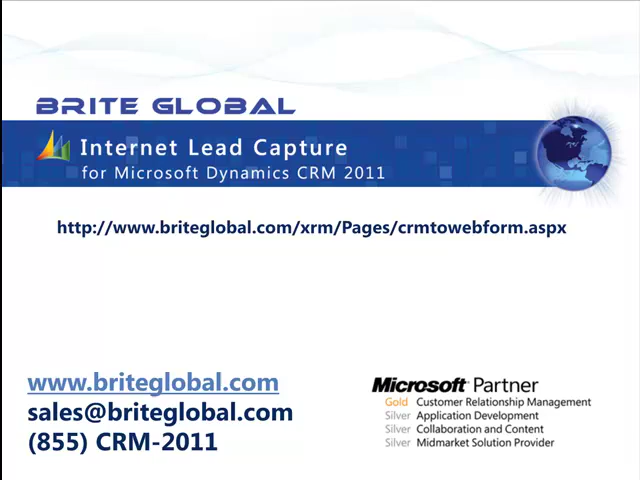 BRITE GLOBAL
Internet Lead Capture
for Microsoft Dynamics CRM 2011
http://www.briteglobal.com/xrm/Pages/crmtowebform.aspx
www.briteglobal.com
sales@briteglobal.com
(855) CRM-2011
Microsoft Partner
Gold Customer Relationship Management
Silver Application Development
Silver Collaboration and Content
Silver Midmarket Solution Provider